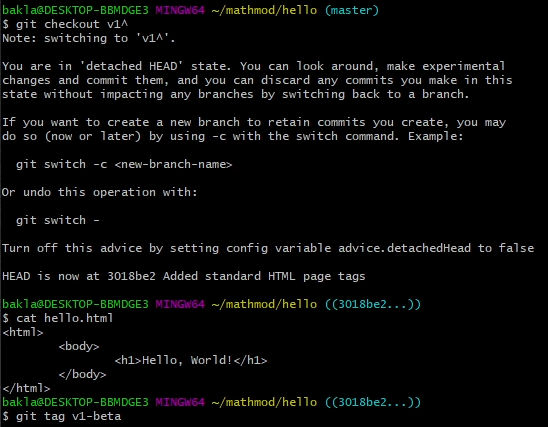 bakla@DESKTOP-BBMDGE3 MINGW64 ~/mathmod/hello (master)
$ git checkout v1^
Note: switching to 'v1^'.

You are in 'detached HEAD' state. You can look around, make experimental
changes and commit them, and you can discard any commits you make in this
state without impacting any branches by switching back to a branch.

If you want to create a new branch to retain commits you create, you may
do so (now or later) by using -c with the switch command. Example:

  git switch -c <new-branch-name>

Or undo this operation with:

  git switch -

Turn off this advice by setting config variable advice.detachedHead to false

HEAD is now at 3018be2 Added standard HTML page tags

bakla@DESKTOP-BBMDGE3 MINGW64 ~/mathmod/hello ((3018be2...))
$ cat hello.html
<html>
        <body>
                <h1>Hello, World!</h1>
        </body>
</html>
bakla@DESKTOP-BBMDGE3 MINGW64 ~/mathmod/hello ((3018be2...))
$ git tag v1-beta